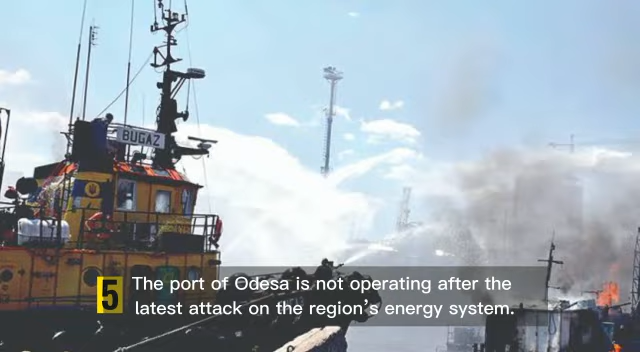 BUGAZ
5
The port of Odesa is not operating after the
latest attack on the region's energy system.